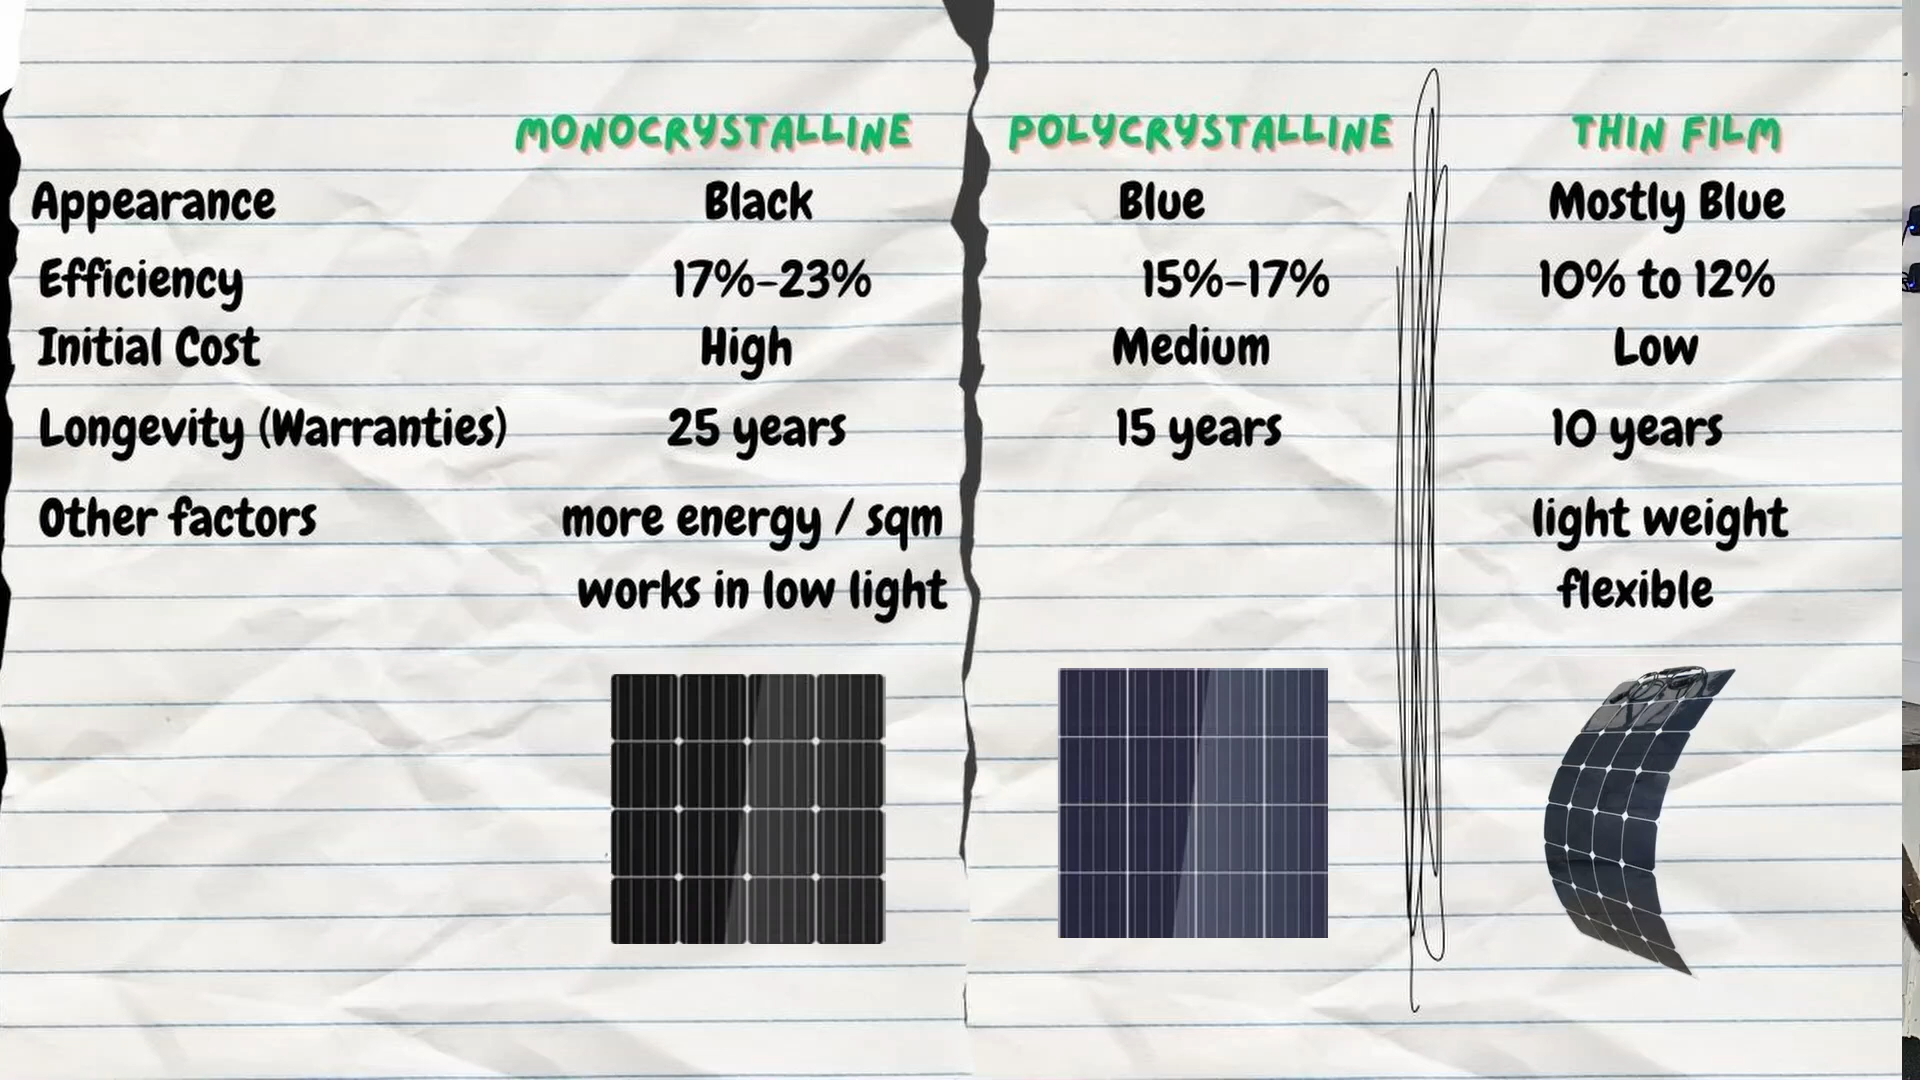 MONOCRYSTALLINE POLYCRYSTALLINE THIN FILM
Appearance Black Blue Mostly Blue
Efficiency 17%-23% 15%-17% 10% to 12%
Initial Cost High Medium Low
Longevity (Warranties) 25 years 15 years 10 years
Other factors more energy / sqm light weight
works in low light flexible